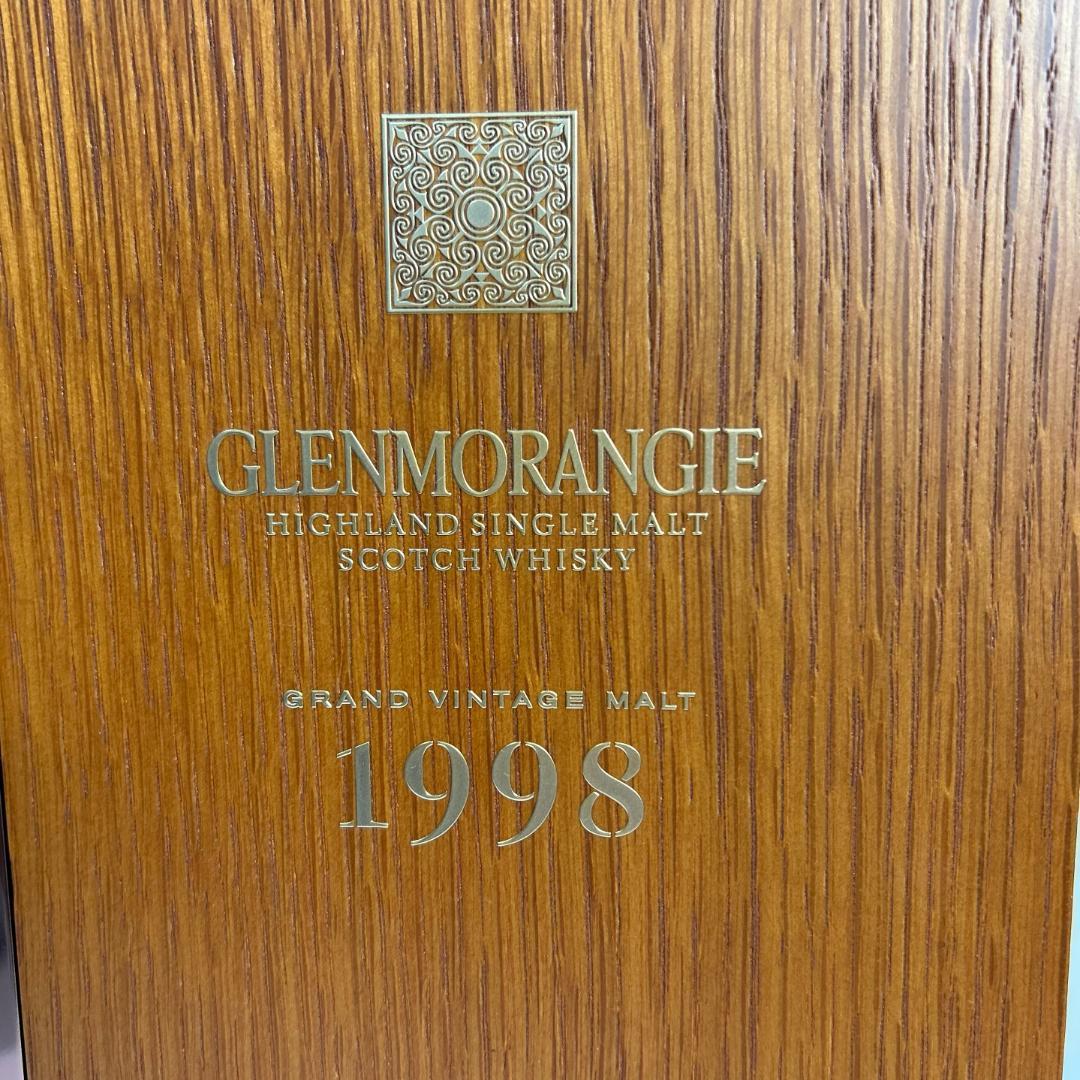 GLENMORANGIE
HIGHLAND SINGLE MALT
SCOTCH WHISKY
GRAND VINTAGE MALT
1998